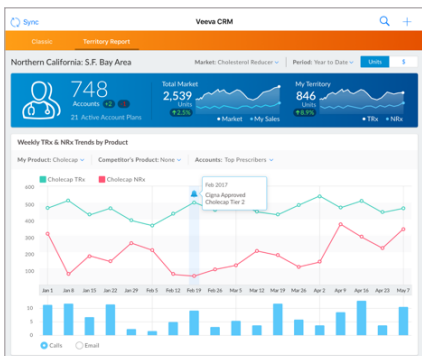 Sync
Veeva CRM
Classic
Territory Report
Northern California: S.F. Bay Area
Market: Cholesterol Reducer
Period: Year to Date
Units
$
748
Accounts +2
21 Active Account Plans
Total Market
2,539
Units
2.5%
Market
My Sales
My Territory
846
Units
8.9%
TRx
NRx
Weekly TRx & NRx Trends by Product
My Product: Cholecap
Competitor's Product: None
Accounts: Top Prescribers
Cholecap TRx
Cholecap NRx
Feb 2017
Cigna Approved
Cholecap Tier 2
600
500
400
300
200
100
Jan 1 Jan 8 Jan 15 Jan 22 Jan 29 Feb 5 Feb 12 Feb 19 Feb 26 Mar 5 Mar 12 Mar 19 Mar 26 Apr 2 Apr 9 Apr 16 Apr 23 May 7
10
5
0
Calls
Email